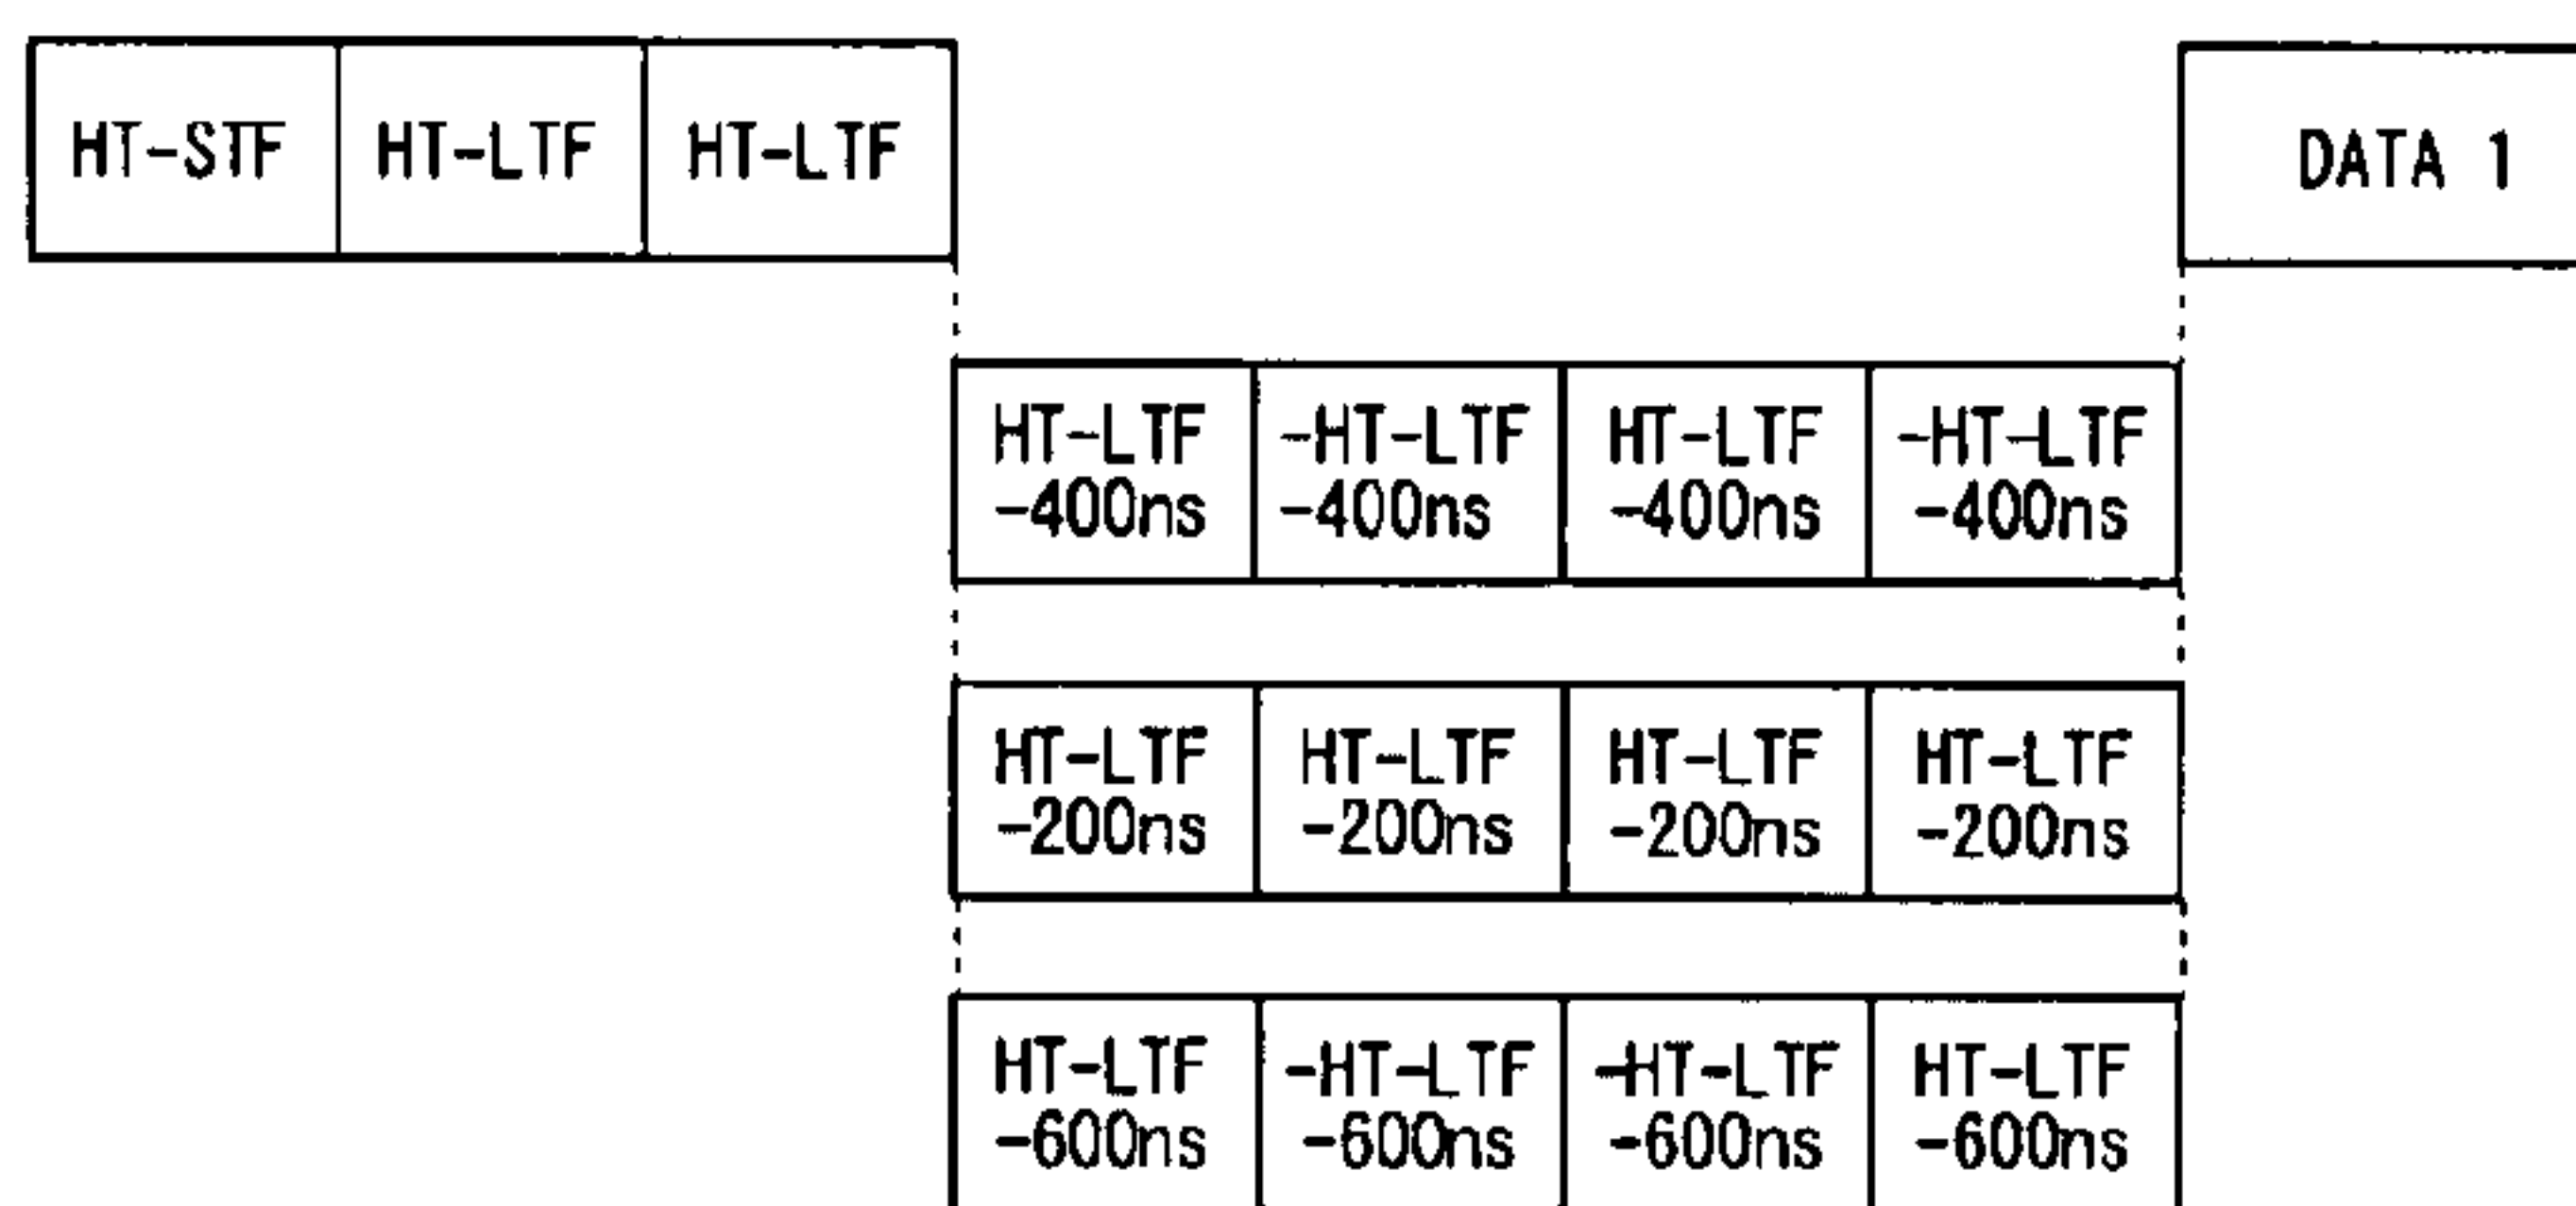 HT-STF HT-LTF HT-LTF DATA 1
HT-LTF -HT-LTF HT-LTF -HT-LTF
-400ns -400ns -400ns -400ns
HT-LTF HT-LTF HT-LTF HT-LTF
-200ns -200ns -200ns -200ns
HT-LTF -HT-LTF -HT-LTF HT-LTF
-600ns -600ns -600ns -600ns